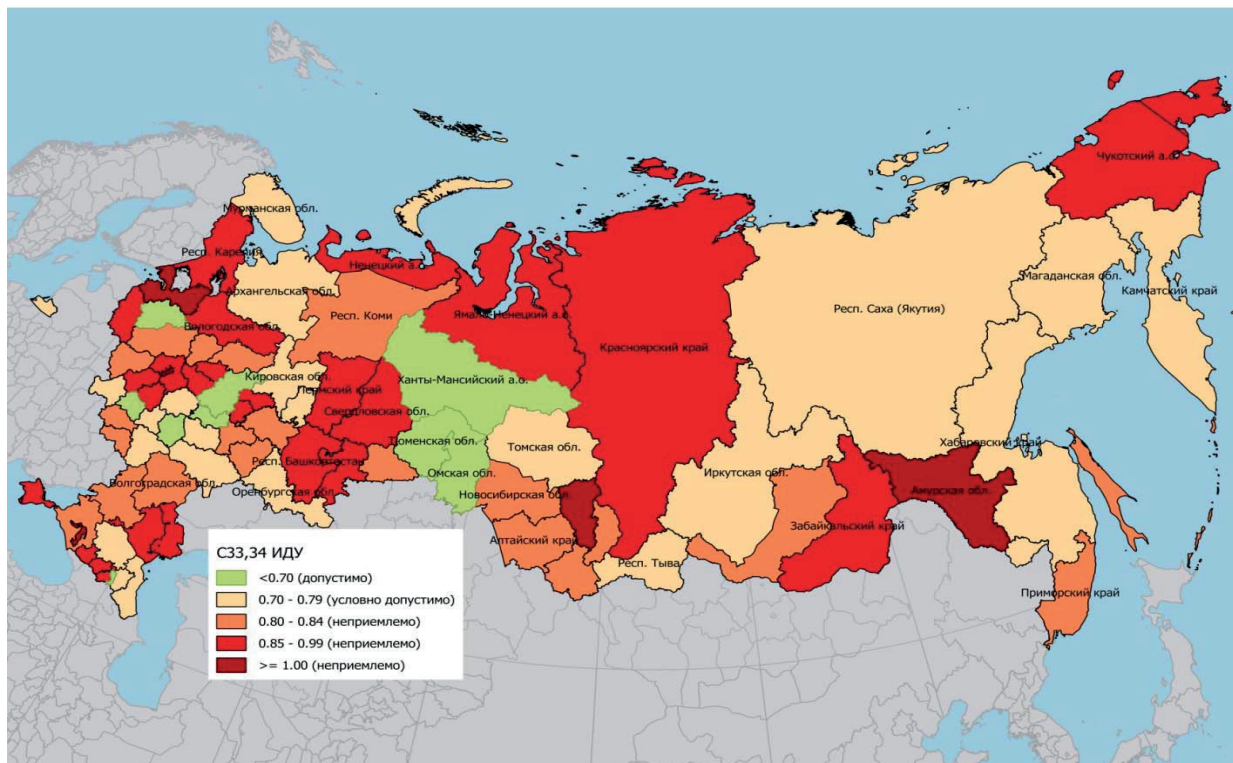 Чукотский а.о.
Мурманская обл.
Респ. Карелия
Ненецкий а.о.
Магаданская обл.
Архангельская обл.
Камчатский край
Респ. Саха (Якутия)
Респ. Коми
Ямало-Ненецкий а.о.
Вологодская обл.
Красноярский край
Кировская обл.
Ханты-Мансийский а.о.
Пермский край
Свердловская обл.
Тюменская обл.
Хабаровский край
Томская обл.
Респ. Башкортостан
Омская обл.
Иркутская обл.
Волгоградская обл.
Оренбургская обл.
Новосибирская обл.
Амурская обл.
Забайкальский край
Алтайский край
Респ. Тыва
Приморский край
С33,34 ИДУ
<0.70 (допустимо)
0.70 - 0.79 (условно допустимо)
0.80 - 0.84 (неприемлемо)
0.85 - 0.99 (неприемлемо)
>= 1.00 (неприемлемо)